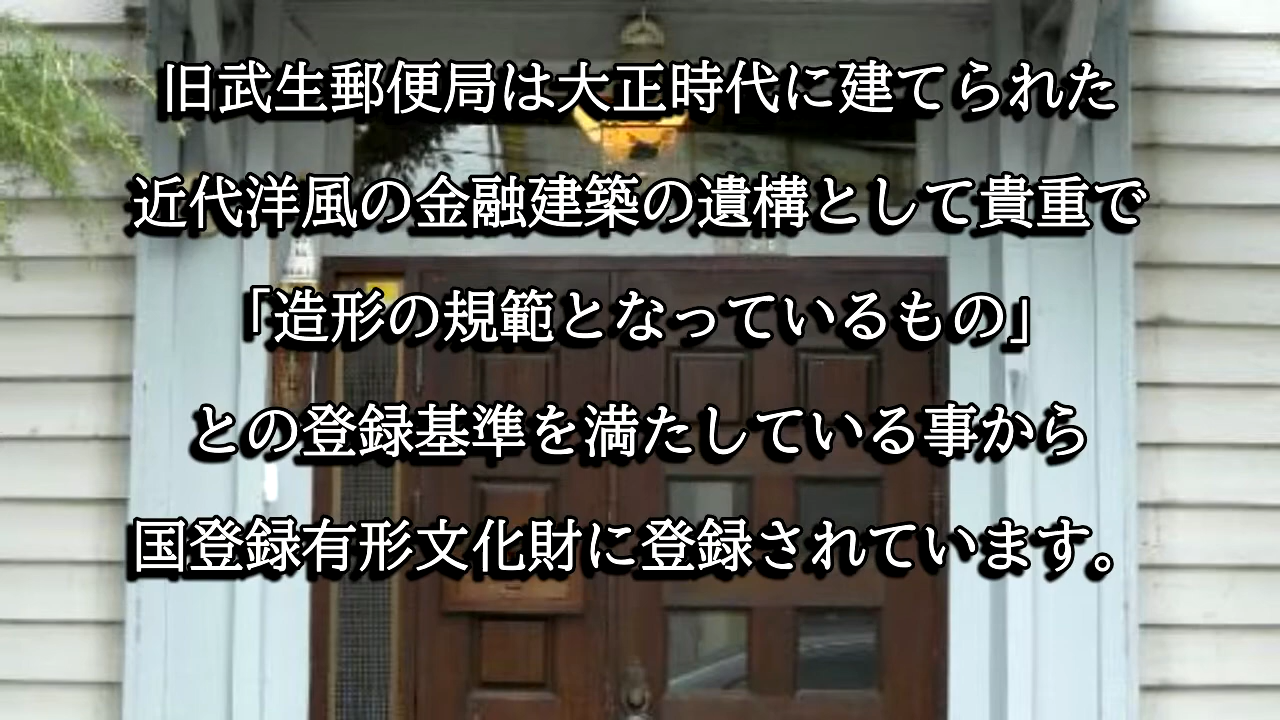 旧武生郵便局は大正時代に建てられた
近代洋風の金融建築の遺構として貴重で
「造形の規範となっているもの」
との登録基準を満たしている事から
国登録有形文化財に登録されています。